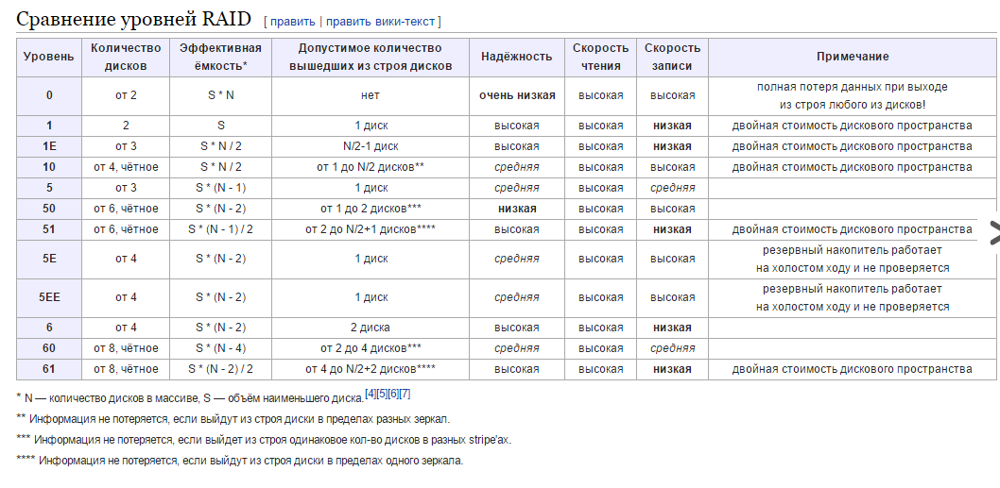 Сравнение уровней RAID [ править | править вики-текст ]
Уровень Количество дисков Эффективная ёмкость* Допустимое количество вышедших из строя дисков Надёжность Скорость чтения Скорость записи Примечание
0 от 2 S * N нет очень низкая высокая высокая полная потеря данных при выходе из строя любого из дисков!
1 2 S 1 диск высокая высокая низкая двойная стоимость дискового пространства
1E от 3 S * N / 2 N/2-1 диск высокая высокая низкая двойная стоимость дискового пространства
10 от 4, чётное S * N / 2 от 1 до N/2 дисков** средняя высокая высокая двойная стоимость дискового пространства
5 от 3 S * (N - 1) 1 диск средняя высокая средняя
50 от 6, чётное S * (N - 2) от 1 до 2 дисков*** низкая высокая высокая
51 от 6, чётное S * (N - 1) / 2 от 2 до N/2+1 дисков**** высокая высокая низкая двойная стоимость дискового пространства
5E от 4 S * (N - 2) 1 диск средняя высокая высокая резервный накопитель работает на холостом ходу и не проверяется
5EE от 4 S * (N - 2) 1 диск средняя высокая высокая резервный накопитель работает на холостом ходу и не проверяется
6 от 4 S * (N - 2) 2 диска высокая высокая низкая
60 от 8, чётное S * (N - 4) от 2 до 4 дисков*** средняя высокая средняя
61 от 8, чётное S * (N - 2) / 2 от 4 до N/2+2 дисков**** высокая высокая низкая двойная стоимость дискового пространства
* N — количество дисков в массиве, S — объём наименьшего диска.[4][5][6][7]
** Информация не потеряется, если выйдут из строя диски в пределах разных зеркал.
*** Информация не потеряется, если выйдет из строя одинаковое кол-во дисков в разных stripe'ах.
**** Информация не потеряется, если выйдут из строя диски в пределах одного зеркала.